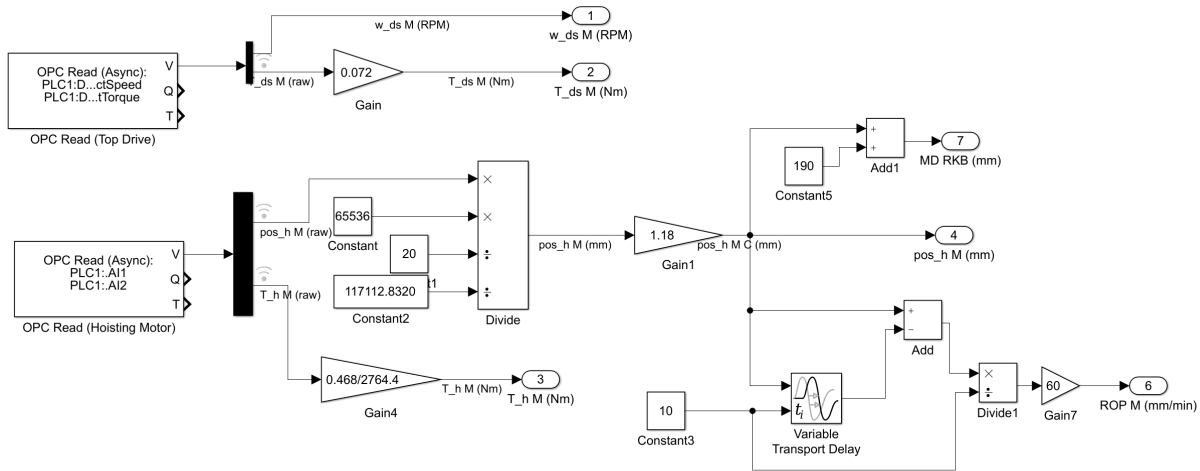 1
w_ds M (RPM)
w_ds M (RPM)
OPC Read (Async):
PLC1:D...ctSpeed
PLC1:D...tTorque
V
Q
T
OPC Read (Top Drive)
T_ds M (raw)
0.072
Gain
T_ds M (Nm)
2
T_ds M (Nm)
+
+
Add1
190
Constant5
7
MD RKB (mm)
OPC Read (Async):
PLC1:.AI1
PLC1:.AI2
V
Q
T
OPC Read (Hoisting Motor)
pos_h M (raw)
T_h M (raw)
65536
Constant
20
t1
117112.8320
Constant2
×
×
÷
÷
Divide
pos_h M (mm)
1.18
Gain1
pos_h M C (mm)
4
pos_h M (mm)
0.468/2764.4
Gain4
T_h M (Nm)
3
T_h M (Nm)
+
−
Add
10
Constant3
ti
Variable
Transport Delay
×
÷
Divide1
60
Gain7
6
ROP M (mm/min)